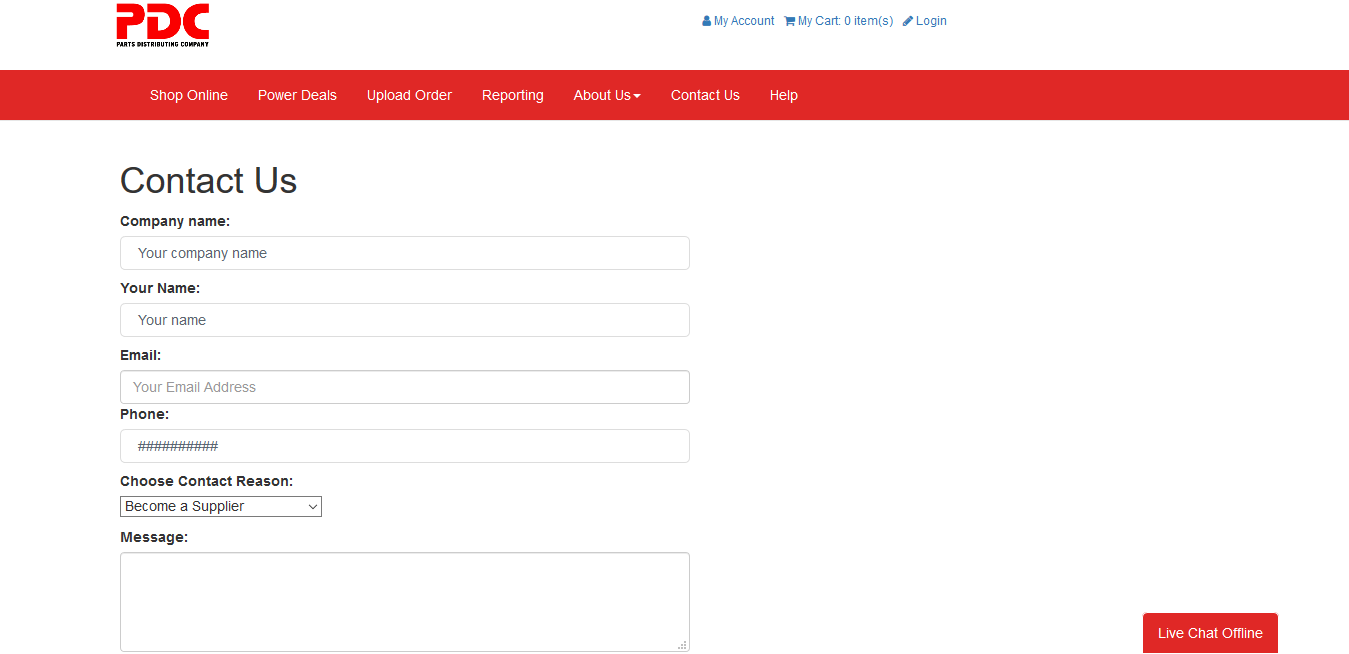 PDC
PARTS DISTRIBUTING COMPANY
My Account My Cart: 0 item(s) Login
Shop Online Power Deals Upload Order Reporting About Us Contact Us Help
Contact Us
Company name:
Your company name
Your Name:
Your name
Email:
Your Email Address
Phone:
##########
Choose Contact Reason:
Become a Supplier
Message:
Live Chat Offline